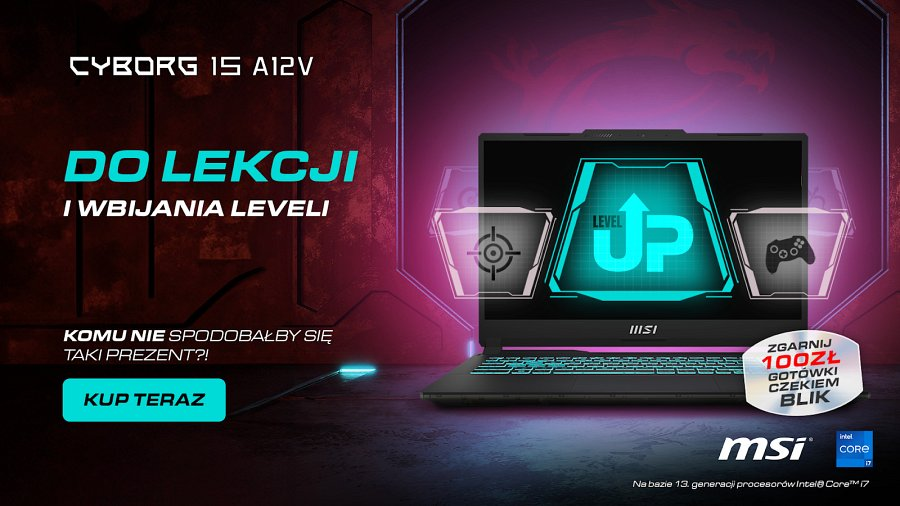 CYBORG 15 A12V
DO LEKCJI
I WBIJANIA LEVELI
LEVEL
UP
msi
KOMU NIE SPODOBAŁBY SIĘ
TAKI PREZENT?!
KUP TERAZ
ZGARNIJ
100ZŁ
GOTÓWKI
CZEKIEM
BLIK
msi®
intel
CORE
i7
Na bazie 13. generacji procesorów Intel® Core™ i7